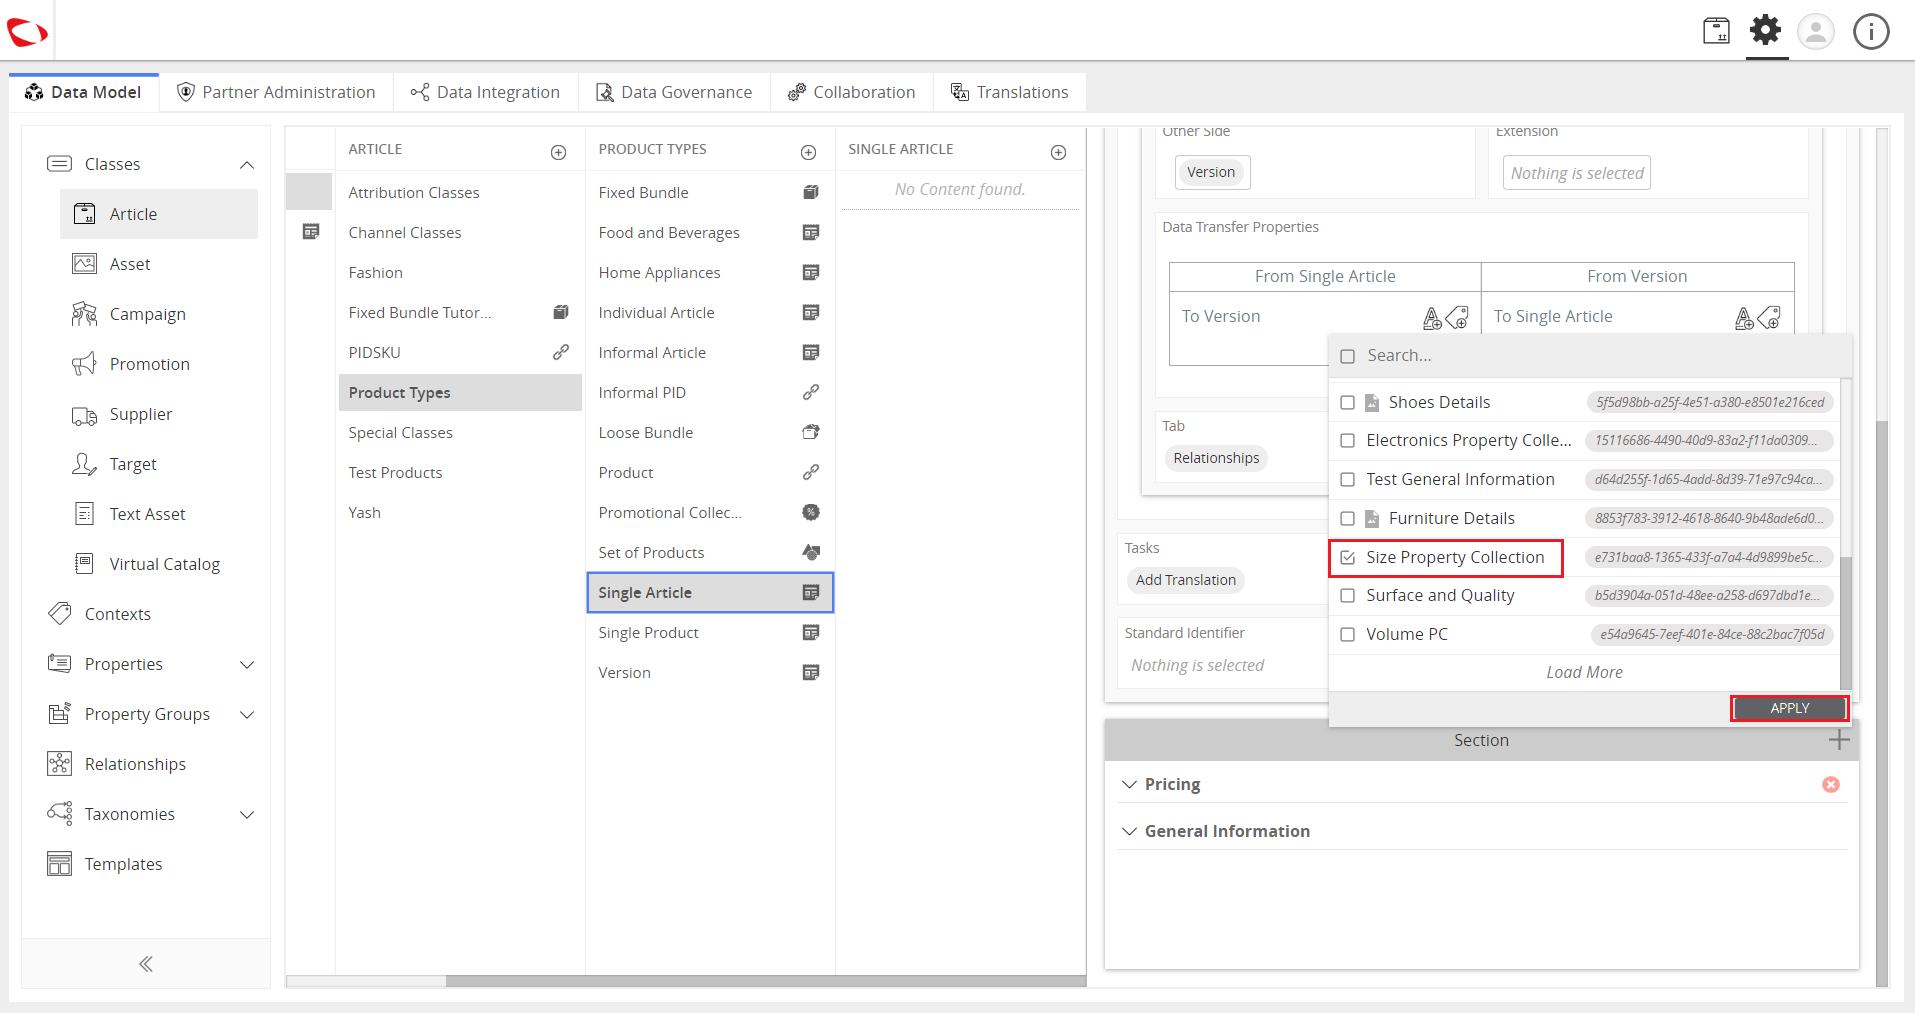 Data Model
Partner Administration
Data Integration
Data Governance
Collaboration
Translations
Classes
Article
Asset
Campaign
Promotion
Supplier
Target
Text Asset
Virtual Catalog
Contexts
Properties
Property Groups
Relationships
Taxonomies
Templates
ARTICLE
Attribution Classes
Channel Classes
Fashion
Fixed Bundle Tutor...
PIDSKU
Product Types
Special Classes
Test Products
Yash
PRODUCT TYPES
Fixed Bundle
Food and Beverages
Home Appliances
Individual Article
Informal Article
Informal PID
Loose Bundle
Product
Promotional Collec...
Set of Products
Single Article
Single Product
Version
SINGLE ARTICLE
No Content found.
Other Side
Version
Extension
Nothing is selected
Data Transfer Properties
From Single Article
From Version
To Version
To Single Article
Tab
Relationships
Tasks
Add Translation
Standard Identifier
Nothing is selected
Search...
Shoes Details 5f5d98bb-a25f-4e51-a380-e8501e216ced
Electronics Property Colle... 15116686-4490-40d9-83a2-f11da0309...
Test General Information d64d255f-1d65-4add-8d39-71e97c94ca...
Furniture Details 8853f783-3912-4618-8640-9b48ade6d0...
Size Property Collection e731baa8-1365-433f-a7a4-4d9899be5c...
Surface and Quality b5d3904a-051d-48ee-a258-d697dbd1e...
Volume PC e54a9645-7eef-401e-84ce-88c2bac7f05d
Load More
APPLY
Section
Pricing
General Information